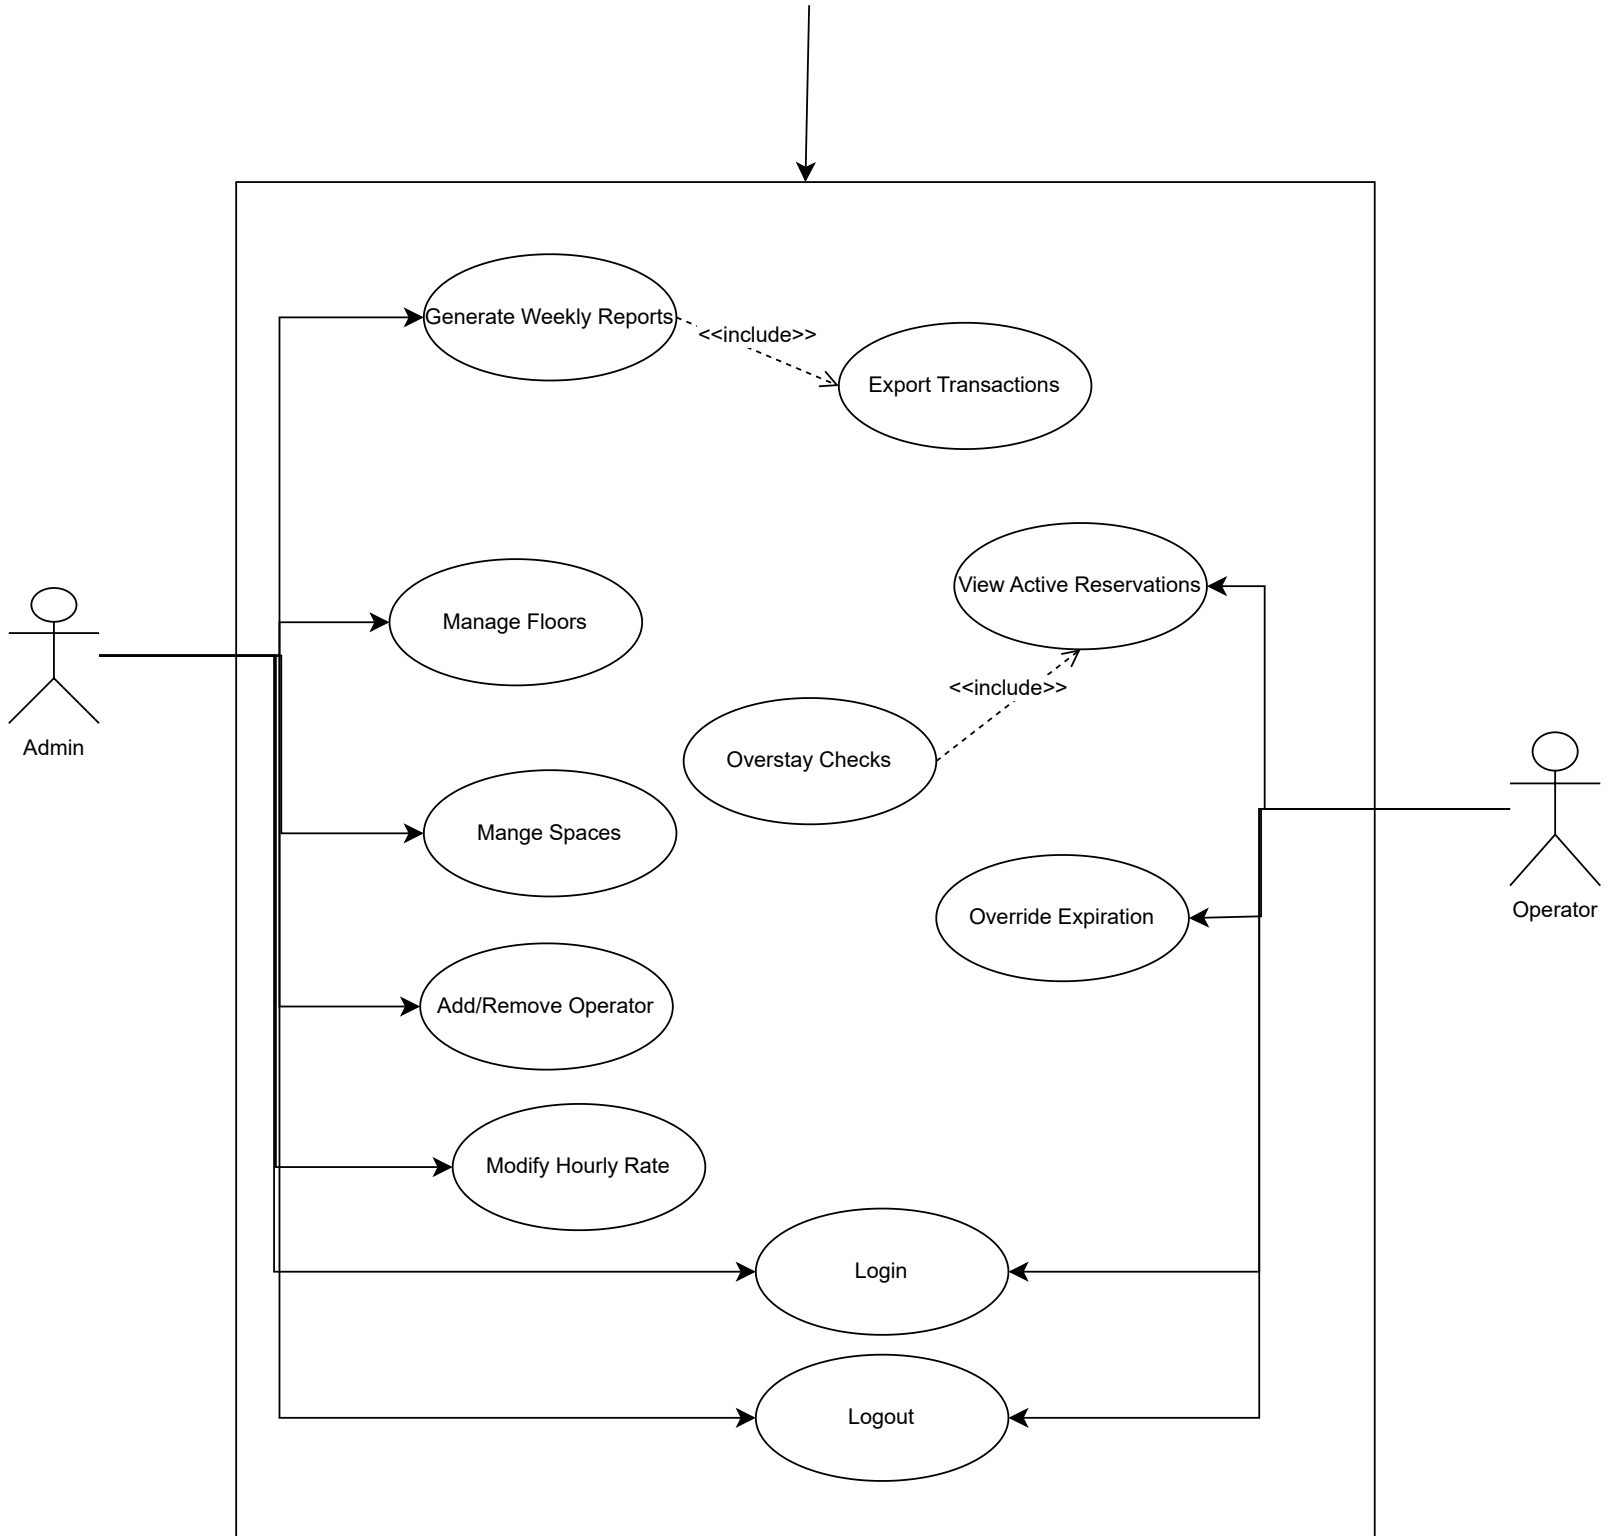 Generate Weekly Reports
<<include>>
Export Transactions
View Active Reservations
Manage Floors
<<include>>
Admin
Overstay Checks
Mange Spaces
Operator
Override Expiration
Add/Remove Operator
Modify Hourly Rate
Login
Logout